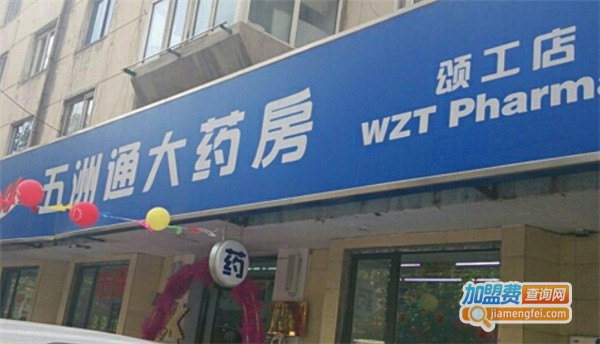 五洲通大药房
颂工店
WZT Pharma
药
加盟费查询网
jiamengfei.com